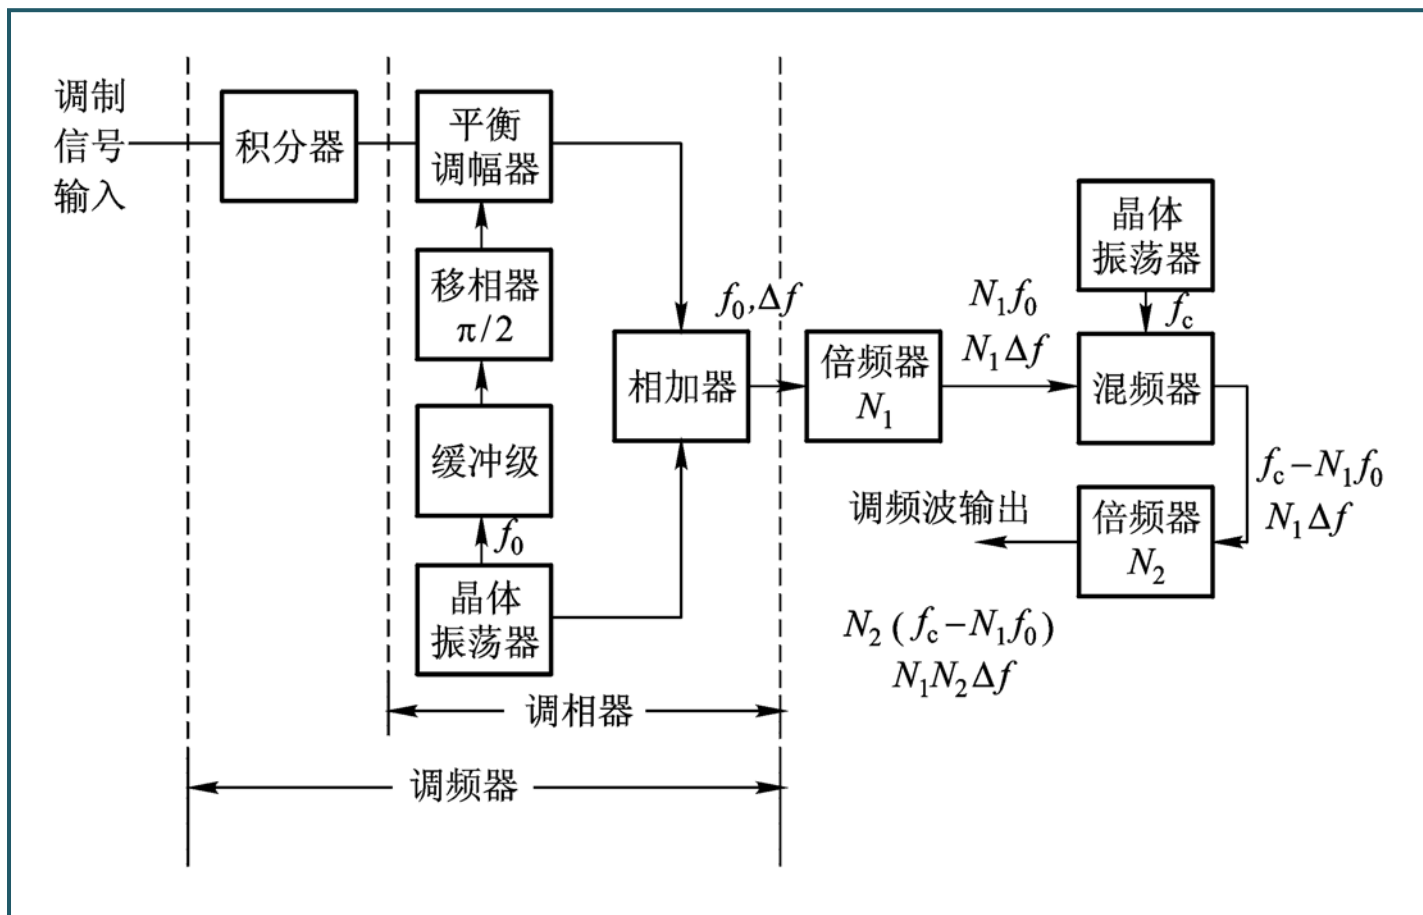 调制
信号
输入
积分器
平衡
调幅器
移相器
π/2
缓冲级
f₀
晶体
振荡器
相加器
f₀,Δf
倍频器
N₁
N₁f₀
N₁Δf
晶体
振荡器
f_c
混频器
f_c−N₁f₀
N₁Δf
倍频器
N₂
调频波输出
N₂(f_c−N₁f₀)
N₁N₂Δf
调相器
调频器